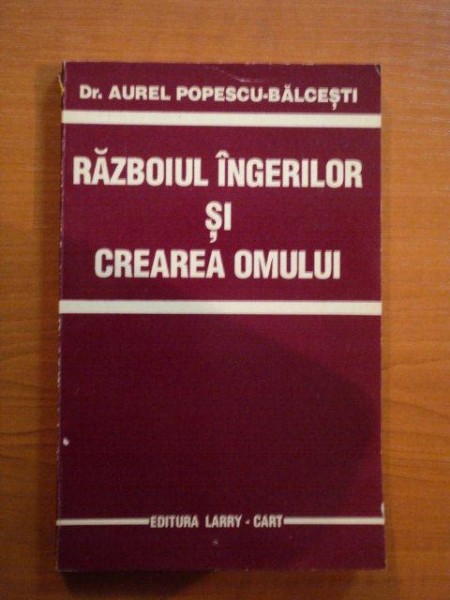 Dr. AUREL POPESCU-BĂLCEȘTI
RĂZBOIUL ÎNGERILOR
ȘI
CREAREA OMULUI
EDITURA LARRY - CART